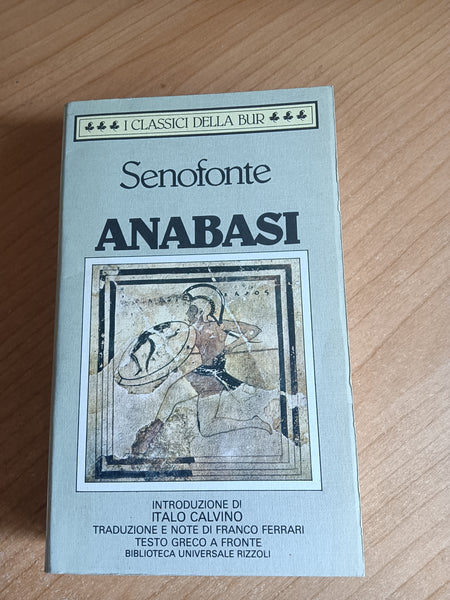 I CLASSICI DELLA BUR
Senofonte
ANABASI
INTRODUZIONE DI
ITALO CALVINO
TRADUZIONE E NOTE DI FRANCO FERRARI
TESTO GRECO A FRONTE
BIBLIOTECA UNIVERSALE RIZZOLI